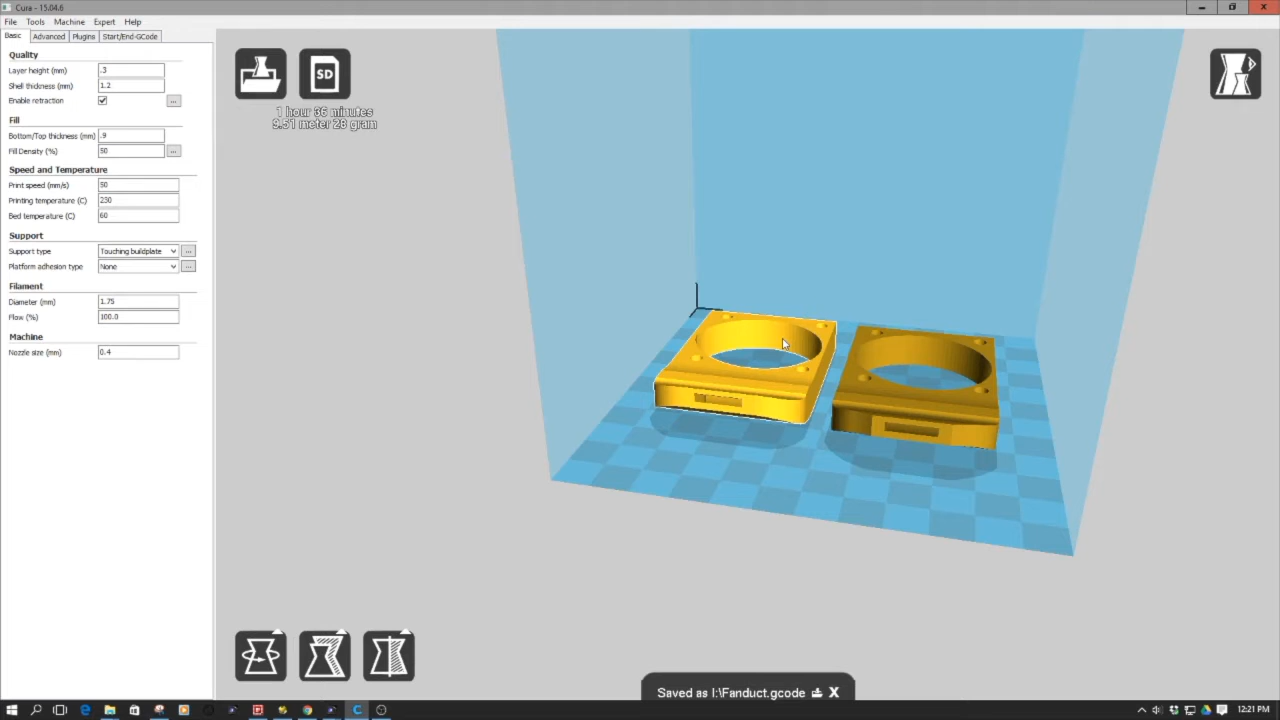 Cura - 15.04.6
File Tools Machine Expert Help
Basic Advanced Plugins Start/End-GCode
Quality
Layer height (mm) .3
Shell thickness (mm) 1.2
Enable retraction ...
Fill
Bottom/Top thickness (mm) .9
Fill Density (%) 50 ...
Speed and Temperature
Print speed (mm/s) 50
Printing temperature (C) 230
Bed temperature (C) 60
Support
Support type Touching buildplate ...
Platform adhesion type None ...
Filament
Diameter (mm) 1.75
Flow (%) 100.0
Machine
Nozzle size (mm) 0.4
SD
1 hour 36 minutes
9.51 meter 28 gram
Saved as I:\Fanduct.gcode X
12:21 PM